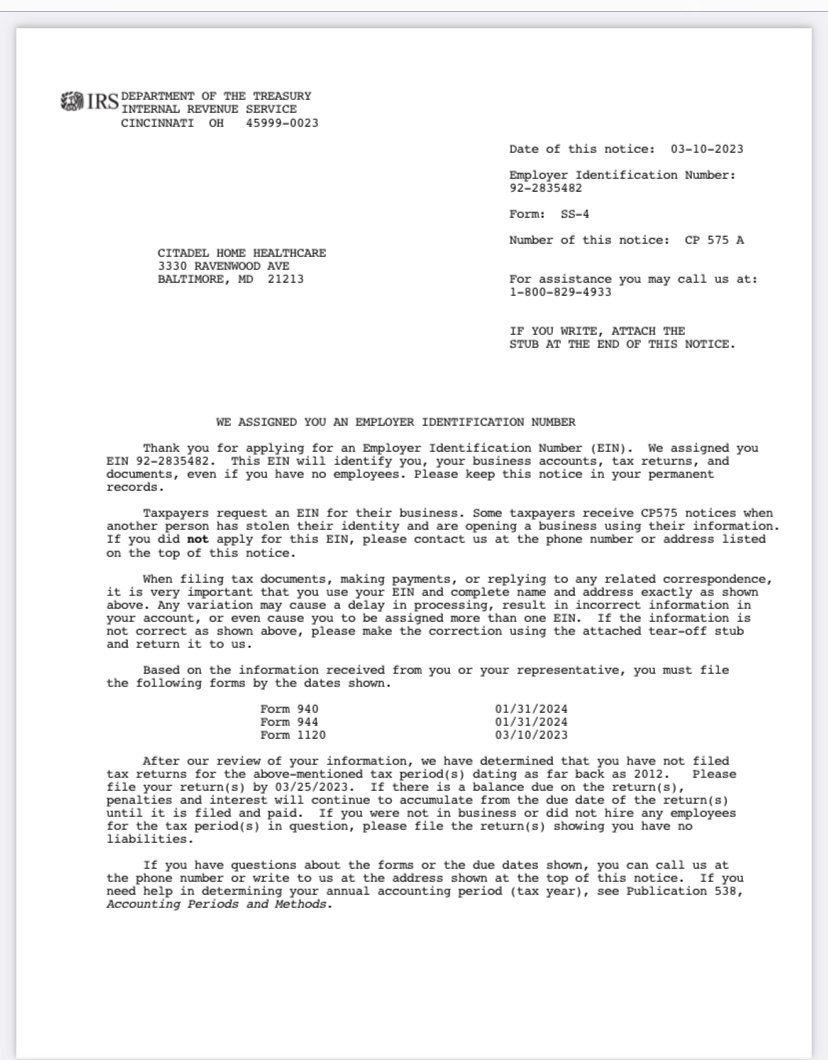 IRS DEPARTMENT OF THE TREASURY
INTERNAL REVENUE SERVICE
CINCINNATI OH 45999-0023
Date of this notice: 03-10-2023
Employer Identification Number:
92-2835482
Form: SS-4
Number of this notice: CP 575 A
CITADEL HOME HEALTHCARE
3330 RAVENWOOD AVE
BALTIMORE, MD 21213
For assistance you may call us at:
1-800-829-4933
IF YOU WRITE, ATTACH THE
STUB AT THE END OF THIS NOTICE.
WE ASSIGNED YOU AN EMPLOYER IDENTIFICATION NUMBER
Thank you for applying for an Employer Identification Number (EIN). We assigned you
EIN 92-2835482. This EIN will identify you, your business accounts, tax returns, and
documents, even if you have no employees. Please keep this notice in your permanent
records.
Taxpayers request an EIN for their business. Some taxpayers receive CP575 notices when
another person has stolen their identity and are opening a business using their information.
If you did not apply for this EIN, please contact us at the phone number or address listed
on the top of this notice.
When filing tax documents, making payments, or replying to any related correspondence,
it is very important that you use your EIN and complete name and address exactly as shown
above. Any variation may cause a delay in processing, result in incorrect information in
your account, or even cause you to be assigned more than one EIN. If the information is
not correct as shown above, please make the correction using the attached tear-off stub
and return it to us.
Based on the information received from you or your representative, you must file
the following forms by the dates shown.
Form 940 01/31/2024
Form 944 01/31/2024
Form 1120 03/10/2023
After our review of your information, we have determined that you have not filed
tax returns for the above-mentioned tax period(s) dating as far back as 2012. Please
file your return(s) by 03/25/2023. If there is a balance due on the return(s),
penalties and interest will continue to accumulate from the due date of the return(s)
until it is filed and paid. If you were not in business or did not hire any employees
for the tax period(s) in question, please file the return(s) showing you have no
liabilities.
If you have questions about the forms or the due dates shown, you can call us at
the phone number or write to us at the address shown at the top of this notice. If you
need help in determining your annual accounting period (tax year), see Publication 538,
Accounting Periods and Methods.